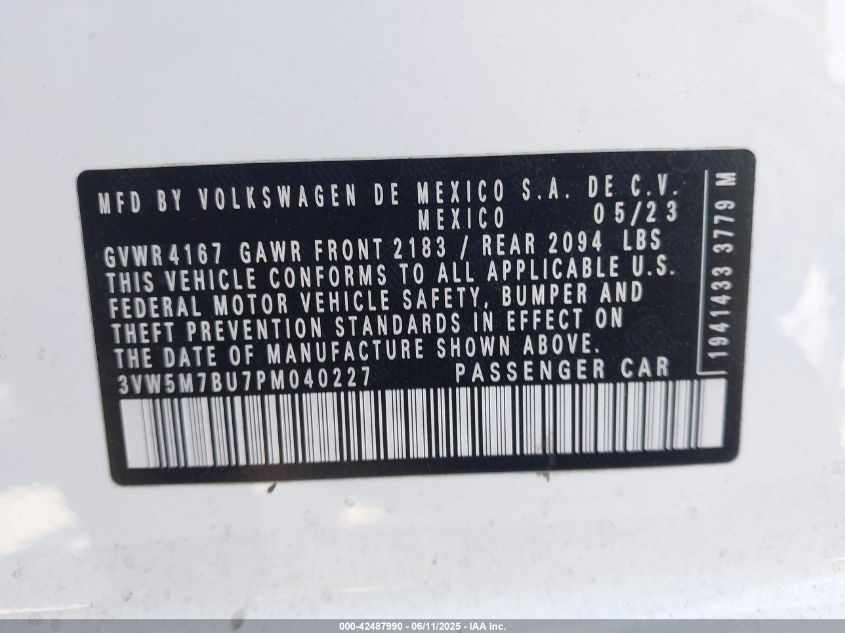 MFD BY VOLKSWAGEN DE MEXICO S.A. DE C.V.
MEXICO 05/23
GVWR 4167 GAWR FRONT 2183 / REAR 2094 LBS
THIS VEHICLE CONFORMS TO ALL APPLICABLE U.S.
FEDERAL MOTOR VEHICLE SAFETY, BUMPER AND
THEFT PREVENTION STANDARDS IN EFFECT ON
THE DATE OF MANUFACTURE SHOWN ABOVE.
3VW5M7BU7PM040227 PASSENGER CAR
1941433 3779 M
000-42487990 - 06/11/2025 - IAA Inc.